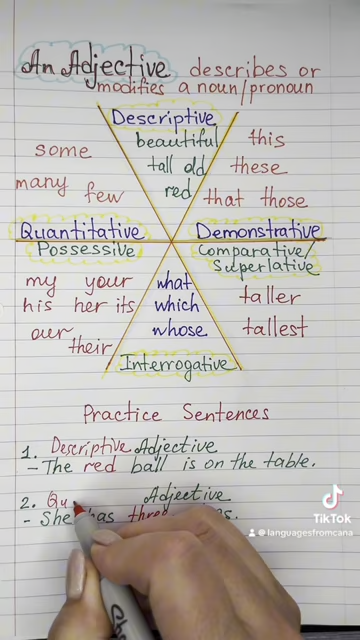 An Adjective describes or
modifies a noun/pronoun
Descriptive
beautiful
tall old
red
some
many few
Quantitative
this
these
that those
Demonstrative
Possessive
my your
his her its
our
their
what
which
whose
Interrogative
Comparative/
Superlative
taller
tallest
Practice Sentences
1. Descriptive Adjective
- The red ball is on the table.
2. Qu Adjective
- She has three
TikTok
@languagesfromcana